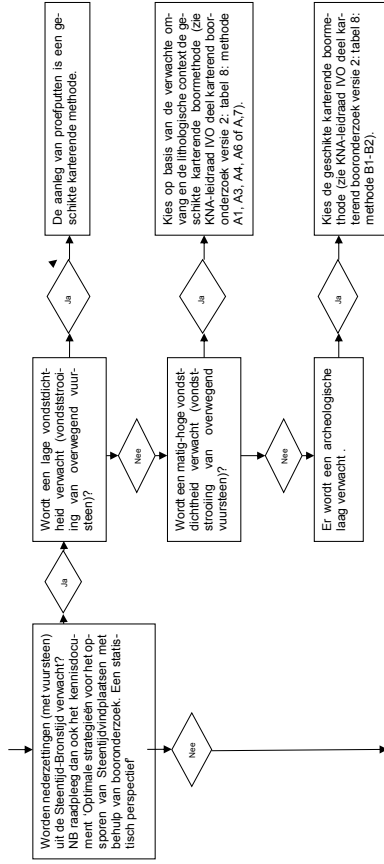 Worden nederzettingen (met vuursteen)
uit de Steentijd-Bronstijd verwacht?
NB raadpleeg dan ook het kennisdocu-
ment 'Optimale strategieën voor het op-
sporen van Steentijdvindplaatsen met
behulp van booronderzoek. Een statis-
tisch perspectief'
Ja
Nee
Wordt een lage vondstdicht-
heid verwacht (vondststrooi-
ing van overwegend vuur-
steen)?
Ja
De aanleg van proefputten is een ge-
schikte karterende methode.
Nee
Wordt een matig-hoge vondst-
dichtheid verwacht (vondst-
strooiing van overwegend
vuursteen)?
Ja
Kies op basis van de verwachte om-
vang en de lithologische context de ge-
schikte karterende boormethode (zie
KNA-leidraad IVO deel karterend boor-
onderzoek versie 2: tabel 8: methode
A1, A3, A4, A6 of A,7).
Nee
Er wordt een archeologische
laag verwacht .
Ja
Kies de geschikte karterende boorme-
thode (zie KNA-leidraad IVO deel kar-
terend booronderzoek versie 2: tabel 8:
methode B1-B2).